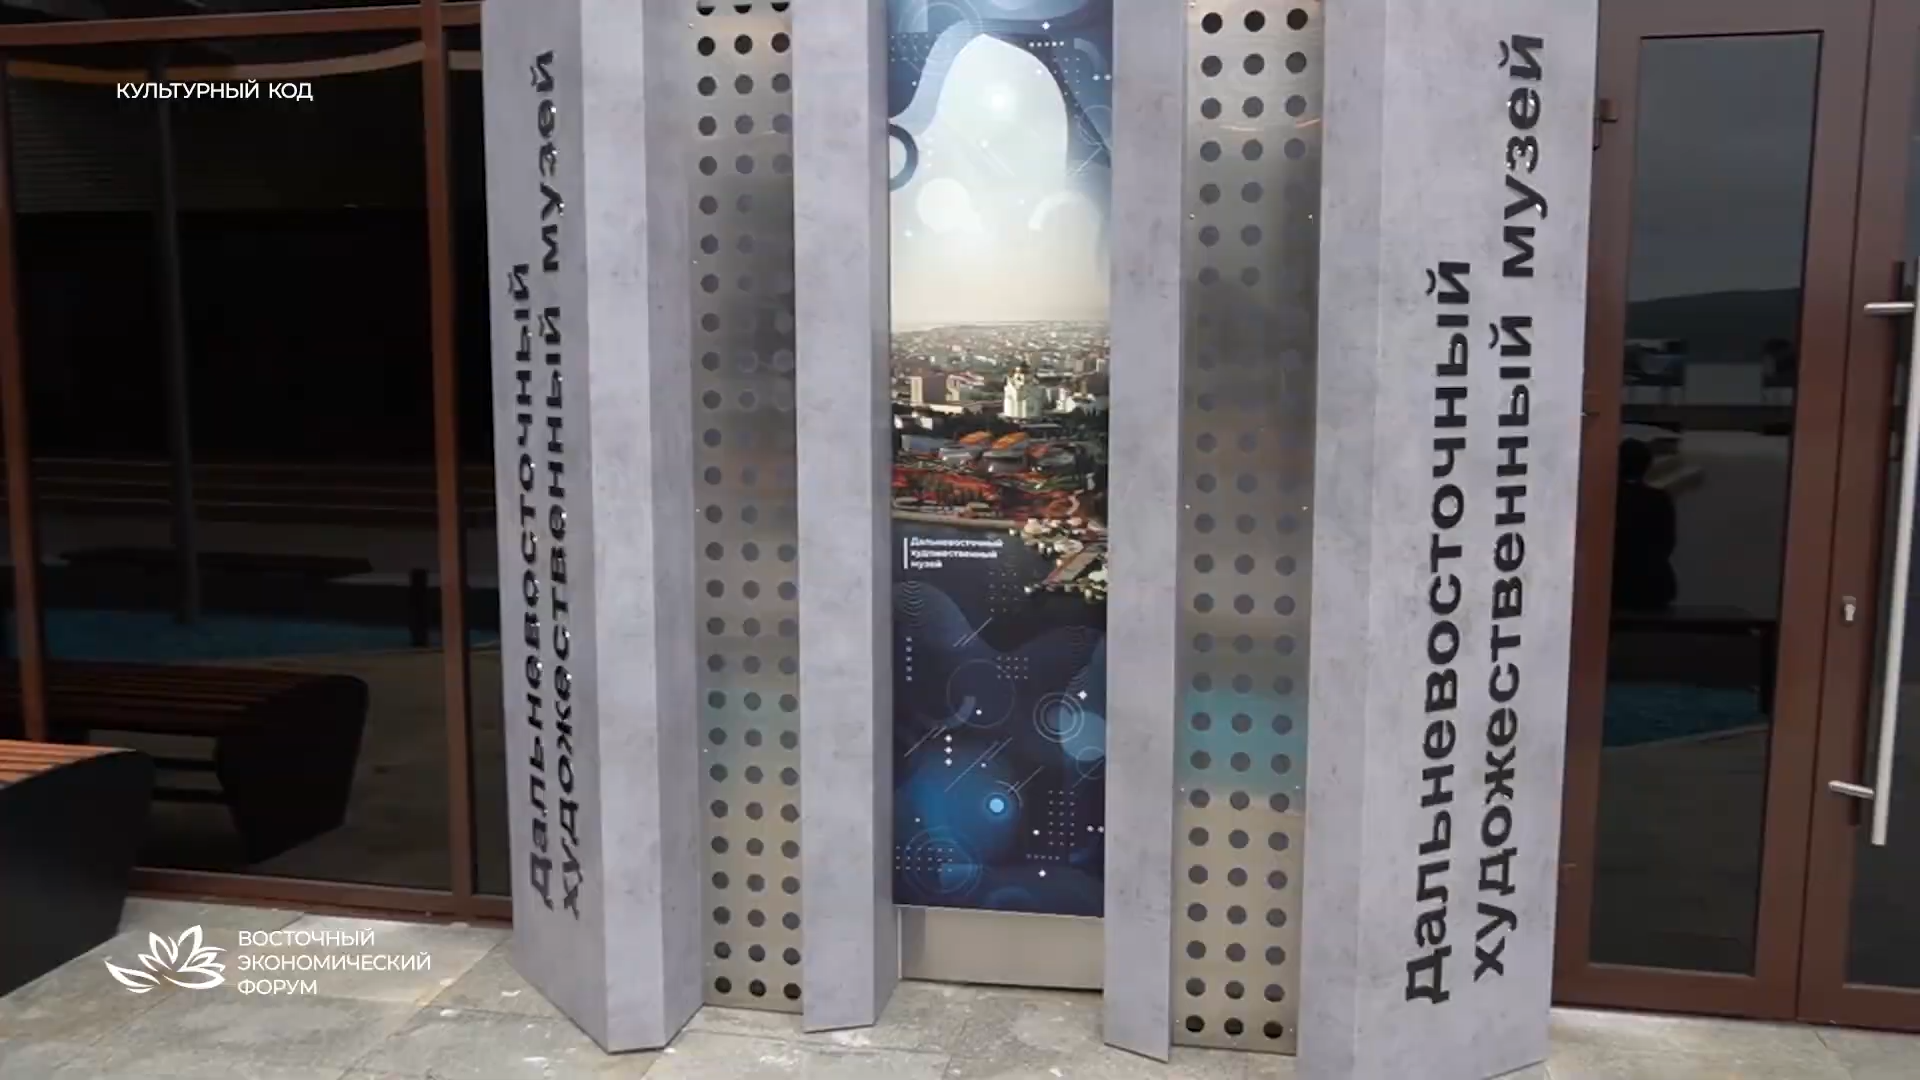 КУЛЬТУРНЫЙ КОД
Дальневосточный
художественный музей
Дальневосточный
художественный
музей
Дальневосточный
художественный музей
ВОСТОЧНЫЙ
ЭКОНОМИЧЕСКИЙ
ФОРУМ